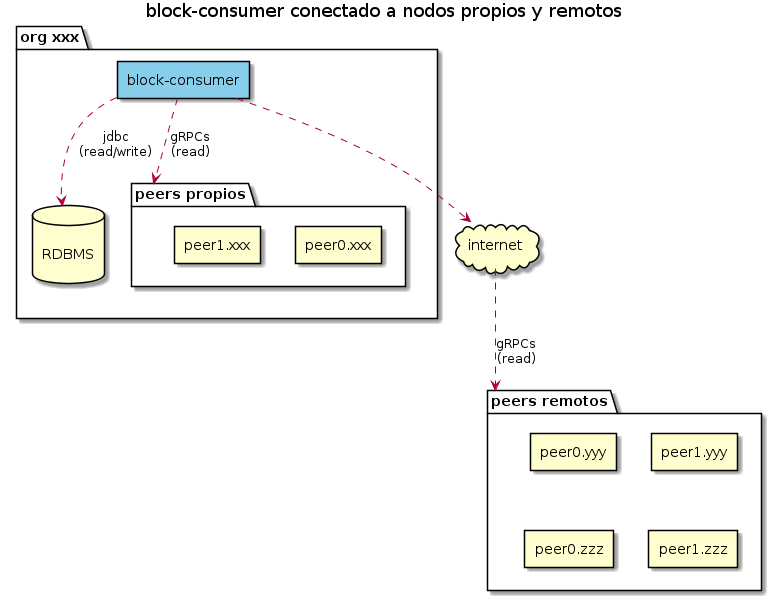 block-consumer conectado a nodos propios y remotos
org xxx
block-consumer
jdbc
(read/write)
gRPCs
(read)
peers propios
peer1.xxx
peer0.xxx
RDBMS
internet
gRPCs
(read)
peers remotos
peer0.yyy
peer1.yyy
peer0.zzz
peer1.zzz